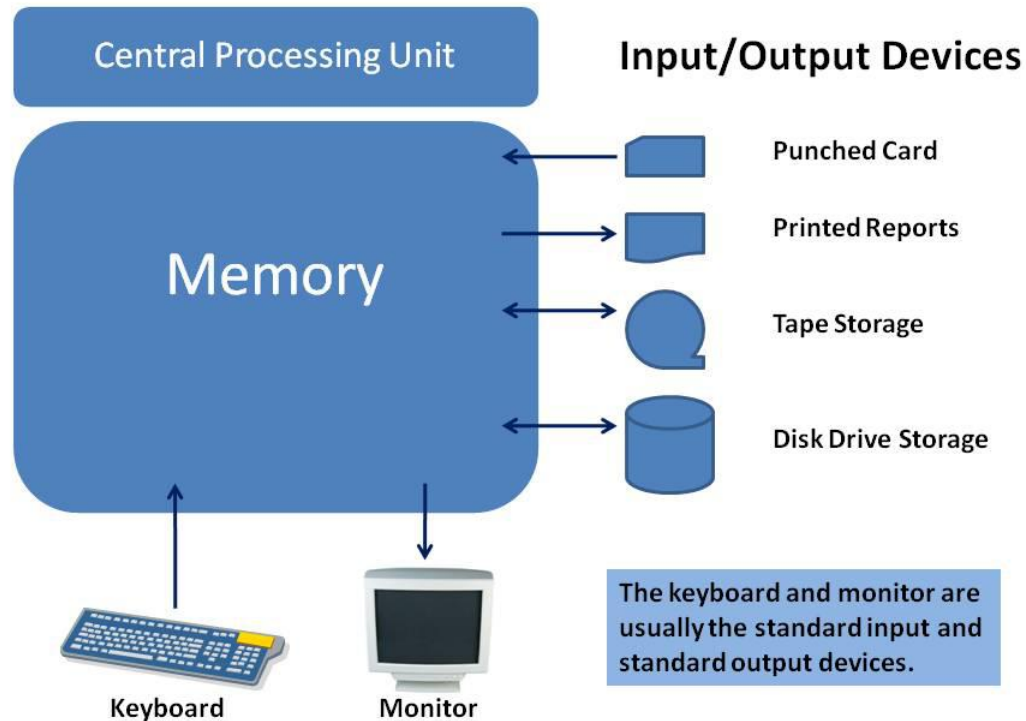 Central Processing Unit
Input/Output Devices
Punched Card
Printed Reports
Memory
Tape Storage
Disk Drive Storage
The keyboard and monitor are
usually the standard input and
standard output devices.
Keyboard
Monitor